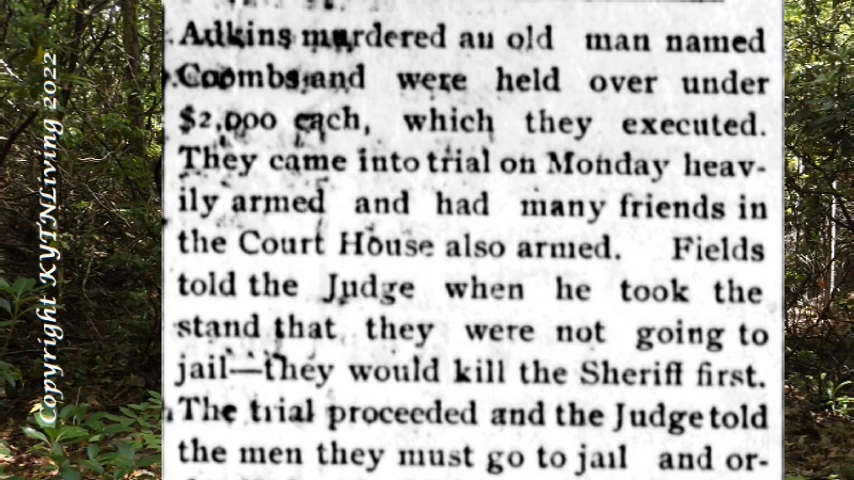 Adkins murdered an old man named
Coombs and were held over under
$2,000 each, which they executed.
They came into trial on Monday heav-
ily armed and had many friends in
the Court House also armed. Fields
told the Judge when he took the
stand that they were not going to
jail—they would kill the Sheriff first.
The trial proceeded and the Judge told
the men they must go to jail and or-
Copyright KYTNLiving 2022